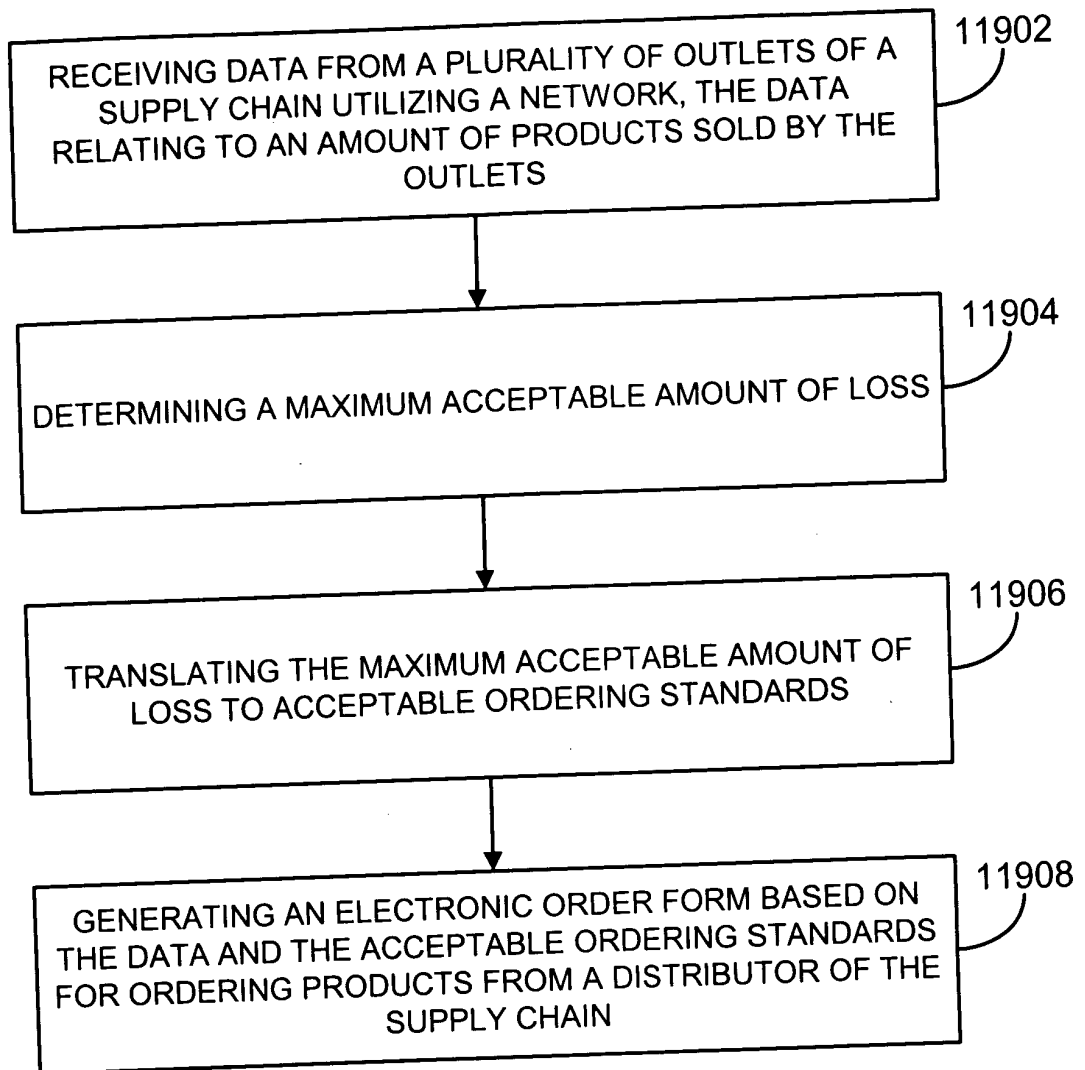 11902
RECEIVING DATA FROM A PLURALITY OF OUTLETS OF A
SUPPLY CHAIN UTILIZING A NETWORK, THE DATA
RELATING TO AN AMOUNT OF PRODUCTS SOLD BY THE
OUTLETS
11904
DETERMINING A MAXIMUM ACCEPTABLE AMOUNT OF LOSS
11906
TRANSLATING THE MAXIMUM ACCEPTABLE AMOUNT OF
LOSS TO ACCEPTABLE ORDERING STANDARDS
11908
GENERATING AN ELECTRONIC ORDER FORM BASED ON
THE DATA AND THE ACCEPTABLE ORDERING STANDARDS
FOR ORDERING PRODUCTS FROM A DISTRIBUTOR OF THE
SUPPLY CHAIN